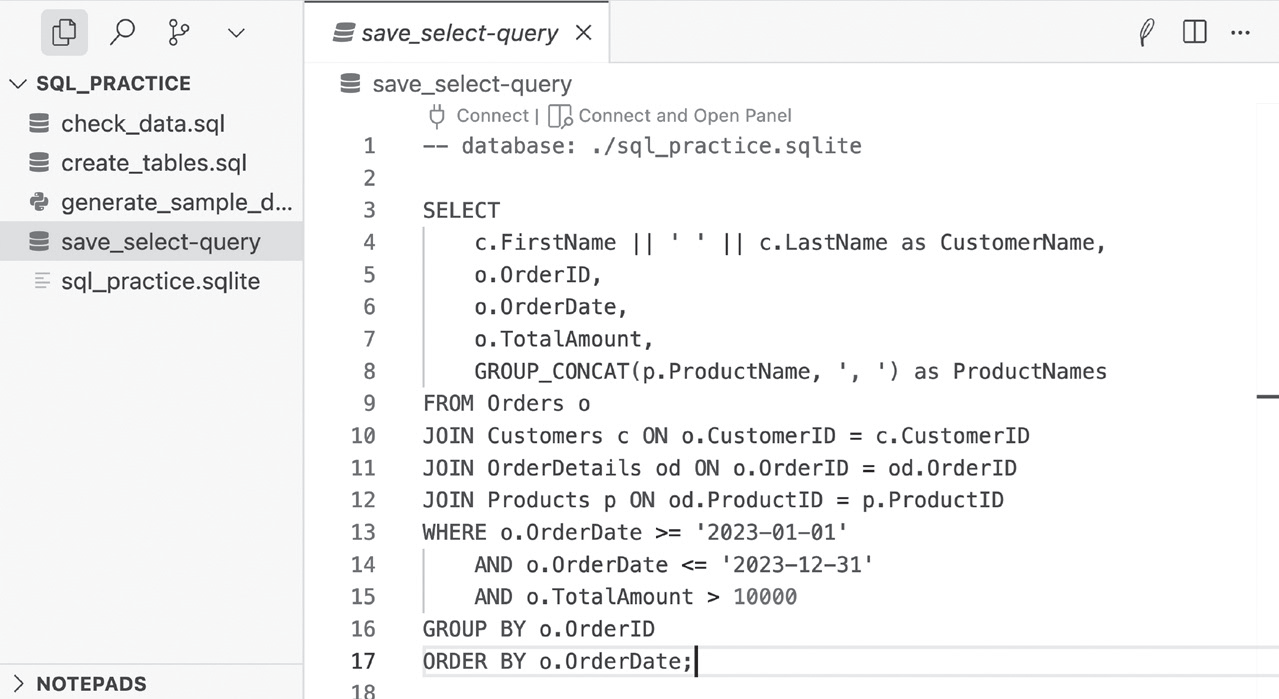 save_select-query
SQL_PRACTICE
check_data.sql
create_tables.sql
generate_sample_d...
save_select-query
sql_practice.sqlite
NOTEPADS
save_select-query
Connect | Connect and Open Panel
1 -- database: ./sql_practice.sqlite
2
3 SELECT
4     c.FirstName || ' ' || c.LastName as CustomerName,
5     o.OrderID,
6     o.OrderDate,
7     o.TotalAmount,
8     GROUP_CONCAT(p.ProductName, ', ') as ProductNames
9 FROM Orders o
10 JOIN Customers c ON o.CustomerID = c.CustomerID
11 JOIN OrderDetails od ON o.OrderID = od.OrderID
12 JOIN Products p ON od.ProductID = p.ProductID
13 WHERE o.OrderDate >= '2023-01-01'
14     AND o.OrderDate <= '2023-12-31'
15     AND o.TotalAmount > 10000
16 GROUP BY o.OrderID
17 ORDER BY o.OrderDate;
18